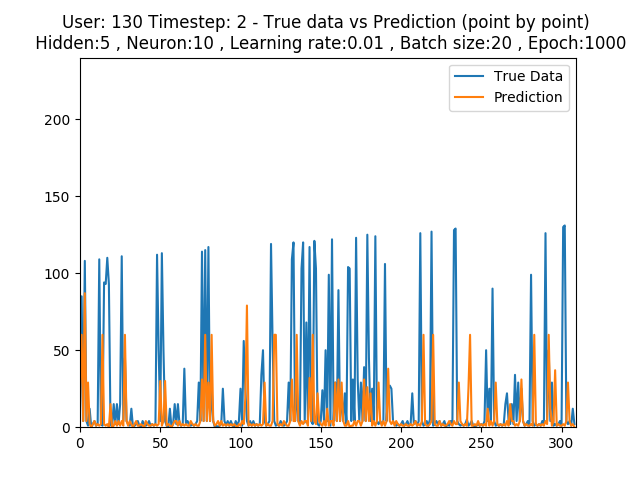 User: 130 Timestep: 2 - True data vs Prediction (point by point)
Hidden:5 , Neuron:10 , Learning rate:0.01 , Batch size:20 , Epoch:1000
True Data
Prediction
200
150
100
50
0
0 50 100 150 200 250 300